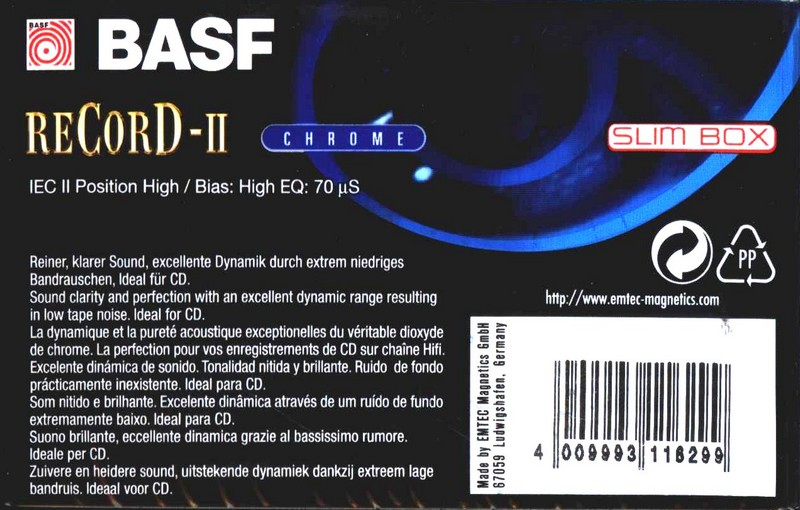 BASF
BASF
RECORD-II
CHROME
SLIM BOX
IEC II Position High / Bias: High EQ: 70 µS
PP
http://www.emtec-magnetics.com
Reiner, klarer Sound, excellente Dynamik durch extrem niedriges
Bandrauschen, Ideal für CD.
Sound clarity and perfection with an excellent dynamic range resulting
in low tape noise. Ideal for CD.
La dynamique et la pureté acoustique exceptionelles du véritable dioxyde
de chrome. La perfection pour vos enregistrements de CD sur chaîne Hifi.
Excelente dinámica de sonido. Tonalidad nitida y brillante. Ruido de fondo
prácticamente inexistente. Ideal para CD.
Som nitido e brilhante. Excelente dinâmica através de um ruído de fundo
extremamente baixo. Ideal para CD.
Suono brillante, eccellente dinamica grazie al bassissimo rumore.
Ideale per CD.
Zuivere en heidere sound, uitstekende dynamiek dankzij extreem lage
bandruis. Ideaal voor CD.
Made by EMTEC Magnetics GmbH
67059 Ludwigshafen, Germany
4 009993 116299